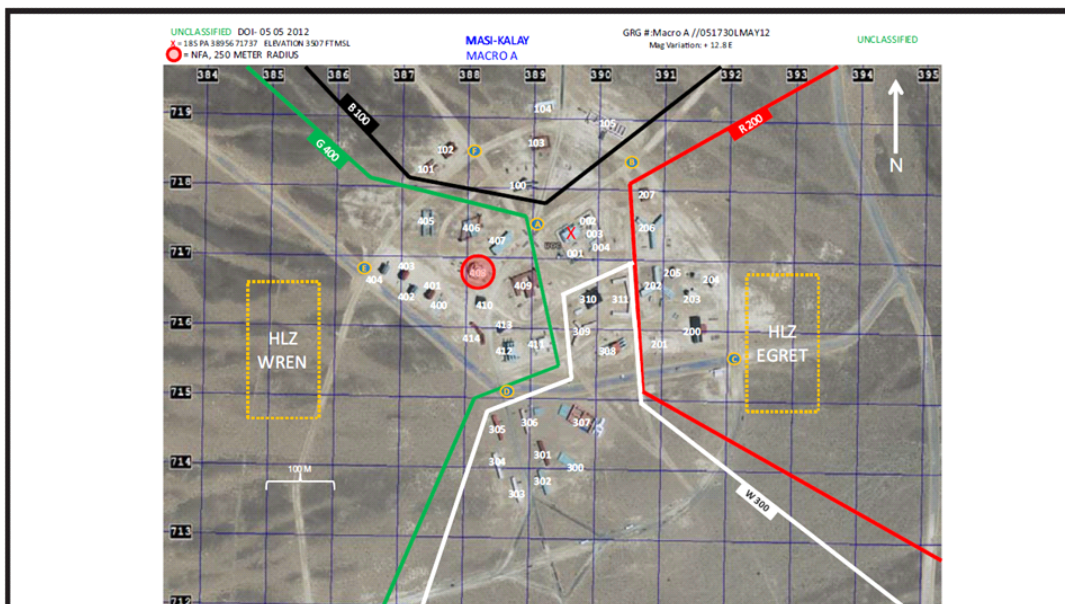 UNCLASSIFIED DOI- 05 05 2012
X = 18S PA 3895671737 ELEVATION 3507 FT MSL
= NFA, 250 METER RADIUS
MASI-KALAY
MACRO A
GRG #:Macro A //051730LMAY12
Mag Variation: + 12.8 E
UNCLASSIFIED
384 385 386 387 388 389 390 391 392 393 394 395
719
104
105
B 100
R 200
102
F
103
G 400
101
B
N
718
100
207
405
406
A
002
206
407
003
004
717
001
E
404
403
408
205
204
402
401
409
202
203
400
410
310
311
716
413
309
200
HLZ
WREN
HLZ
EGRET
414
412
411
308
201
C
715
D
305
306
307
714
304
301
300
100 M
302
303
W 300
713
712